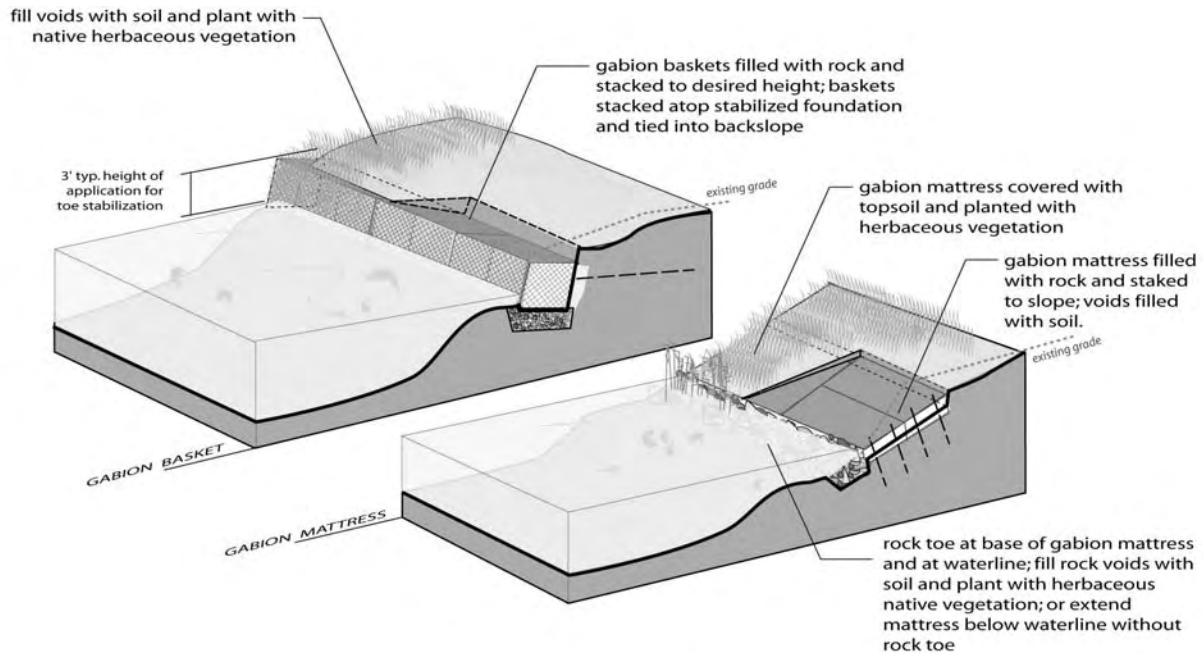 fill voids with soil and plant with
native herbaceous vegetation
gabion baskets filled with rock and
stacked to desired height; baskets
stacked atop stabilized foundation
and tied into backslope
3' typ. height of
application for
toe stabilization
existing grade
GABION BASKET
gabion mattress covered with
topsoil and planted with
herbaceous vegetation
gabion mattress filled
with rock and staked
to slope; voids filled
with soil.
existing grade
GABION MATTRESS
rock toe at base of gabion mattress
and at waterline; fill rock voids with
soil and plant with herbaceous
native vegetation; or extend
mattress below waterline without
rock toe